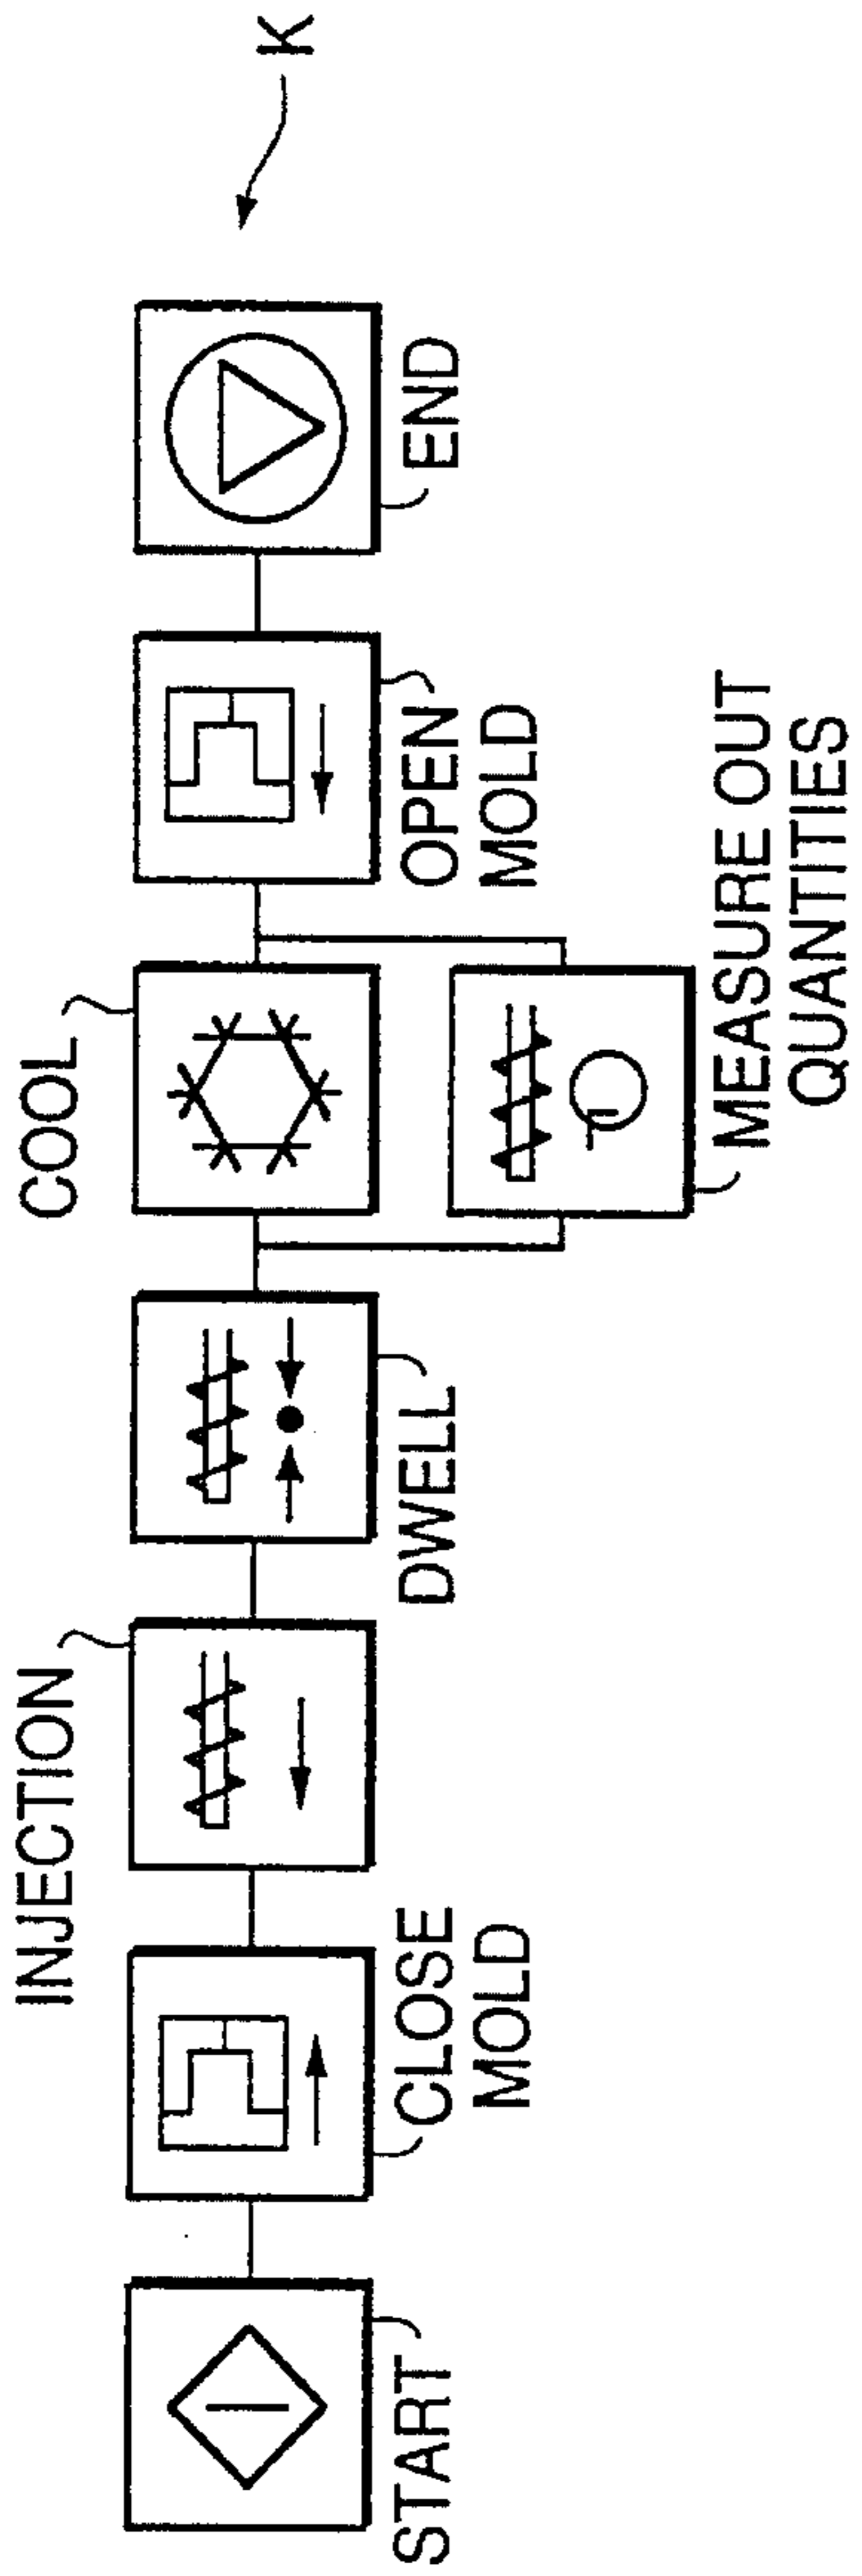 K
START
CLOSE
MOLD
INJECTION
DWELL
COOL
MEASURE OUT
QUANTITIES
OPEN
MOLD
END